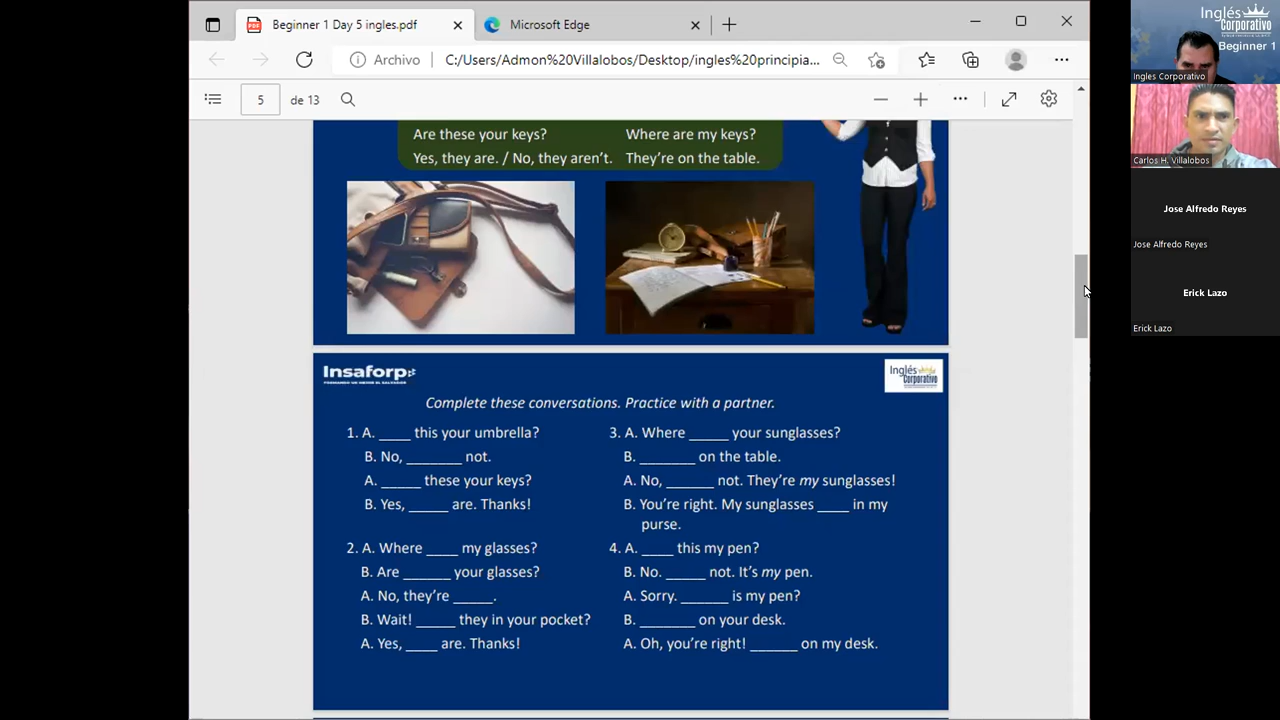 Beginner 1 Day 5 ingles.pdf
Microsoft Edge
Archivo
C:/Users/Admon%20Villalobos/Desktop/ingles%20principia...
5 de 13
Are these your keys?
Yes, they are. / No, they aren't.
Where are my keys?
They're on the table.
Insaforp
Inglés
Corporativo
Complete these conversations. Practice with a partner.
1. A. ____ this your umbrella?
B. No, _______ not.
A. _____ these your keys?
B. Yes, _____ are. Thanks!
2. A. Where ____ my glasses?
B. Are ______ your glasses?
A. No, they're _____.
B. Wait! _____ they in your pocket?
A. Yes, ____ are. Thanks!
3. A. Where _____ your sunglasses?
B. _______ on the table.
A. No, ______ not. They're my sunglasses!
B. You're right. My sunglasses ____ in my
purse.
4. A. ____ this my pen?
B. No. _____ not. It's my pen.
A. Sorry. ______ is my pen?
B. _______ on your desk.
A. Oh, you're right! ______ on my desk.
Inglés
Corporativo
Beginner 1
Ingles Corporativo
Carlos H. Villalobos
Jose Alfredo Reyes
Jose Alfredo Reyes
Erick Lazo
Erick Lazo